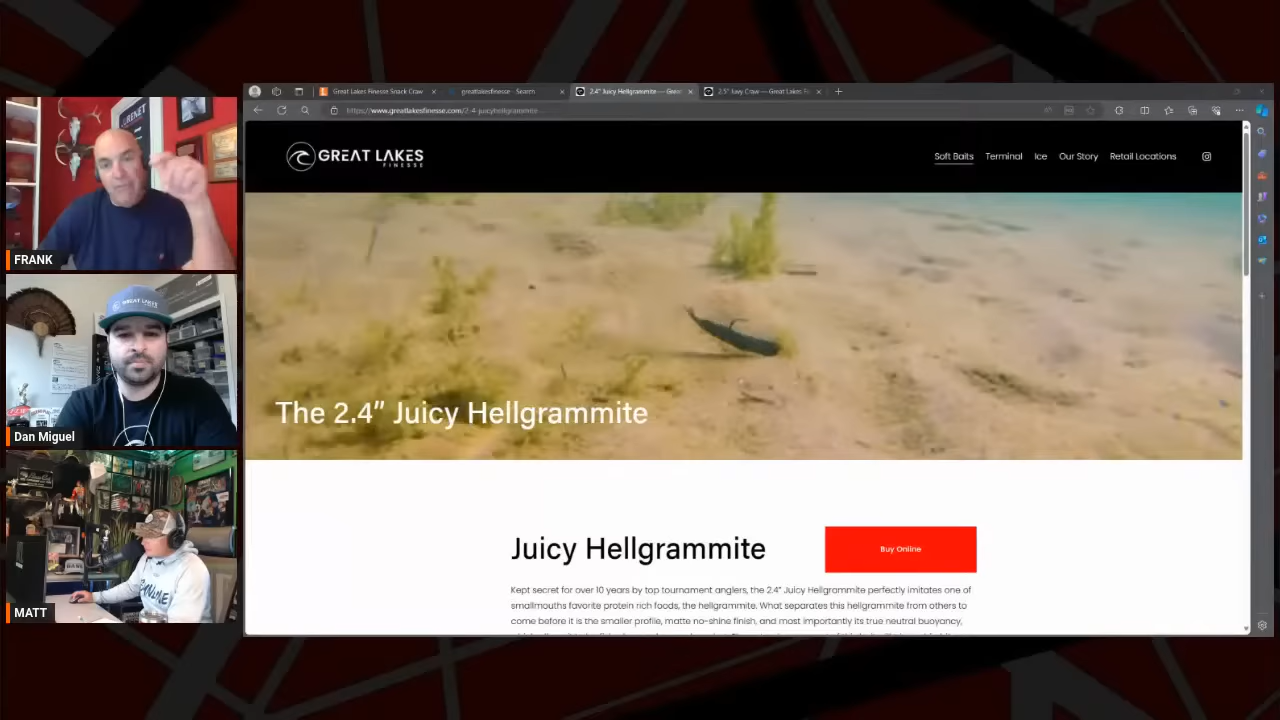 Great Lakes Finesse Snack Craw
greatlakesfinesse - Search
2.4" Juicy Hellgrammite — Great
2.5" Juicy Craw — Great Lakes Fi
https://www.greatlakesfinesse.com/2-4-juicyhellgrammite
GREAT LAKES
FINESSE
Soft Baits
Terminal
Ice
Our Story
Retail Locations
The 2.4” Juicy Hellgrammite
Juicy Hellgrammite
Buy Online
Kept secret for over 10 years by top tournament anglers, the 2.4" Juicy Hellgrammite perfectly imitates one of
smallmouths favorite protein rich foods, the hellgrammite. What separates this hellgrammite from others to
come before it is the smaller profile, matte no-shine finish, and most importantly its true neutral buoyancy,
FRANK
GREAT LAKES
Dan Miguel
MATT